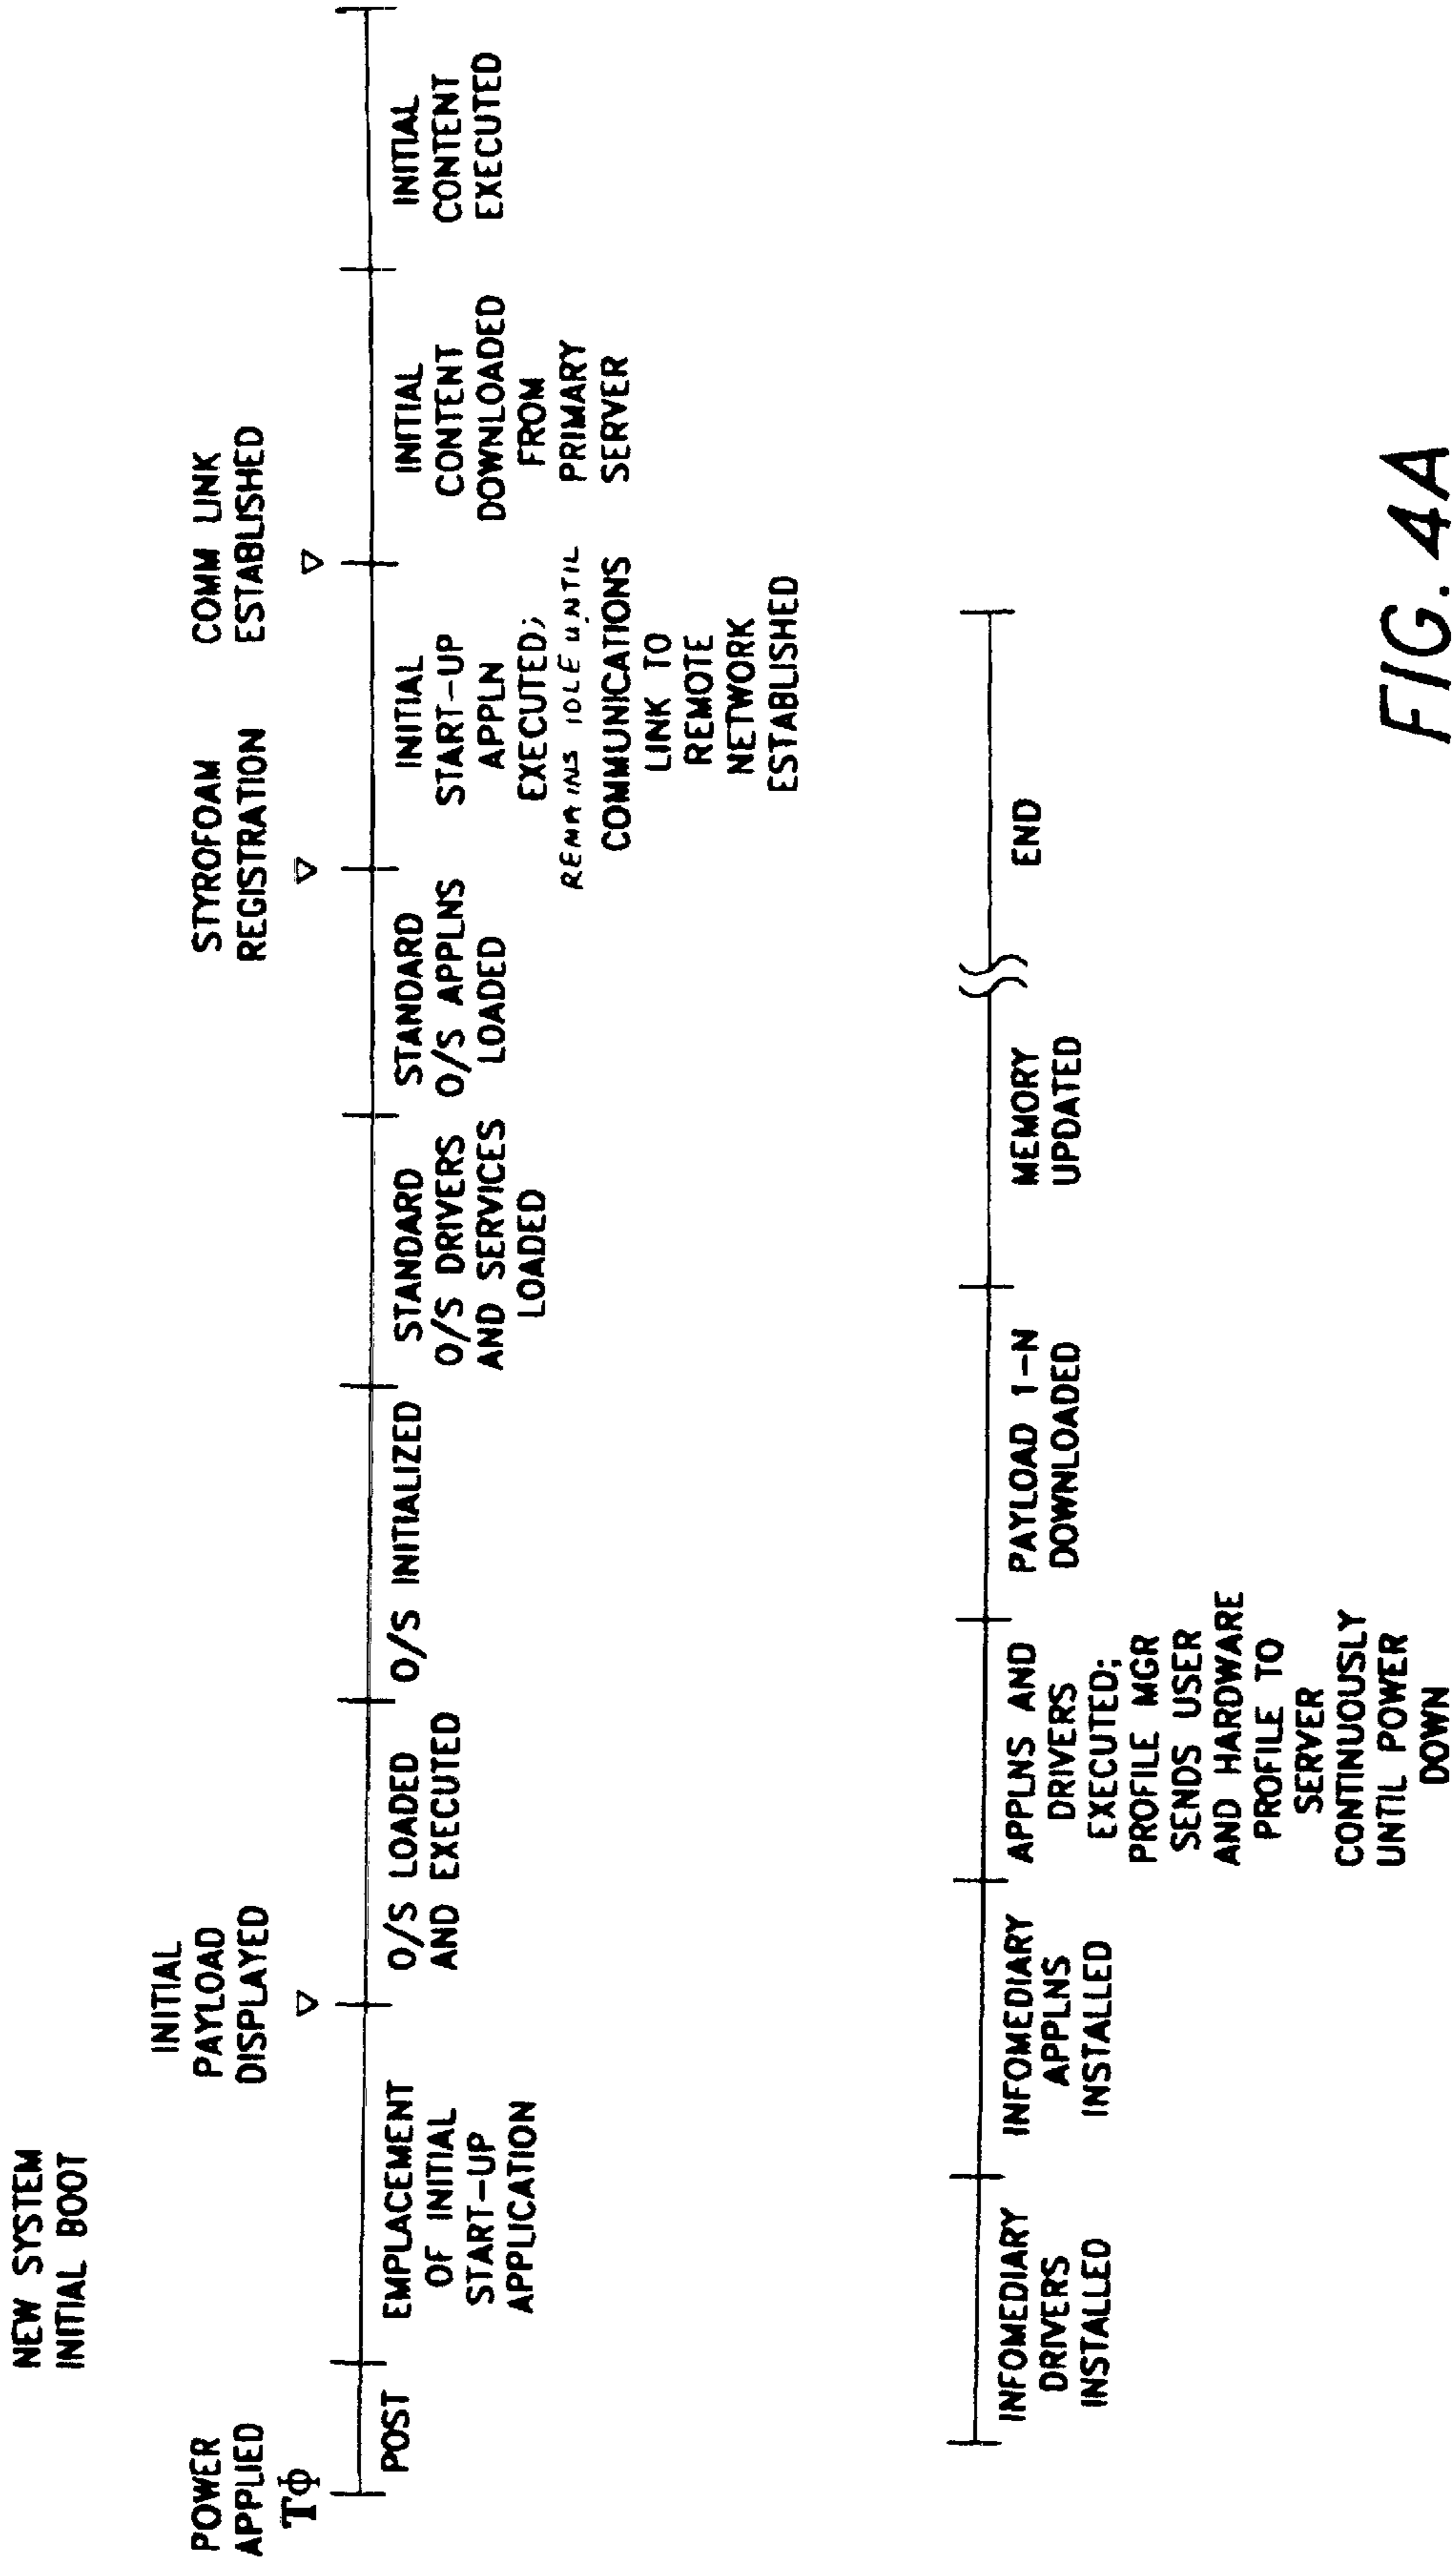 NEW SYSTEM
INITIAL BOOT
POWER
APPLIED
TΦ
INITIAL
PAYLOAD
DISPLAYED
STYROFOAM
REGISTRATION
COMM LINK
ESTABLISHED
POST
EMPLACEMENT
OF INITIAL
START-UP
APPLICATION
O/S LOADED
AND EXECUTED
O/S INITIALIZED
STANDARD
O/S DRIVERS
AND SERVICES
LOADED
STANDARD
O/S APPLNS
LOADED
INITIAL
START-UP
APPLN
EXECUTED;
REMAINS IDLE UNTIL
COMMUNICATIONS
LINK TO
REMOTE
NETWORK
ESTABLISHED
INITIAL
CONTENT
DOWNLOADED
FROM
PRIMARY
SERVER
INITIAL
CONTENT
EXECUTED
INFOMEDIARY
DRIVERS
INSTALLED
INFOMEDIARY
APPLNS
INSTALLED
APPLNS AND
DRIVERS
EXECUTED;
PROFILE MGR
SENDS USER
AND HARDWARE
PROFILE TO
SERVER
CONTINUOUSLY
UNTIL POWER
DOWN
PAYLOAD 1-N
DOWNLOADED
MEMORY
UPDATED
END
FIG. 4A